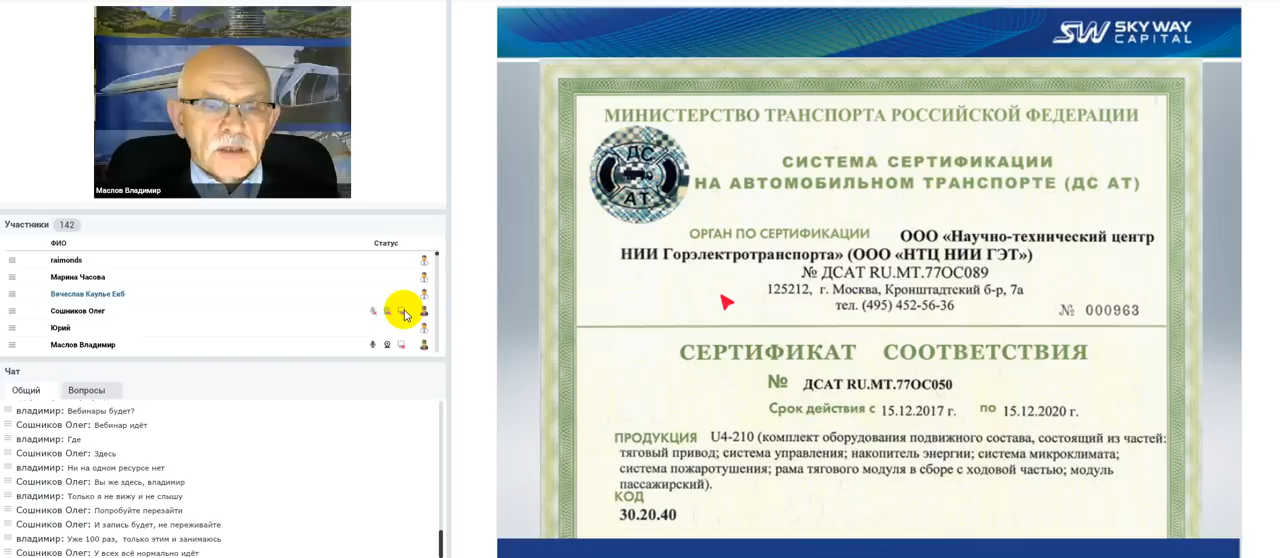 Маслов Владимир
Участники 142
ФИО Статус
raimonds
Марина Часова
Вячеслав Каулье Екб
Сошников Олег
Юрий
Маслов Владимир
Чат
Общий Вопросы
владимир: Вебинары будет?
Сошников Олег: Вебинар идёт
владимир: Где
Сошников Олег: Здесь
владимир: Ни на одном ресурсе нет
Сошников Олег: Вы же здесь, владимир
владимир: Только я не вижу и не слышу
Сошников Олег: Попробуйте перезайти
Сошников Олег: И запись будет, не переживайте
владимир: Уже 100 раз, только этим и занимаюсь
Сошников Олег: У всех всё нормально идёт
SW SKY WAY
CAPITAL
МИНИСТЕРСТВО ТРАНСПОРТА РОССИЙСКОЙ ФЕДЕРАЦИИ
ДС
АТ
СИСТЕМА СЕРТИФИКАЦИИ
НА АВТОМОБИЛЬНОМ ТРАНСПОРТЕ (ДС АТ)
ОРГАН ПО СЕРТИФИКАЦИИ ООО «Научно-технический центр
НИИ Горэлектротранспорта» (ООО «НТЦ НИИ ГЭТ»)
№ ДСАТ RU.МТ.77ОС089
125212, г. Москва, Кронштадтский б-р, 7а
тел. (495) 452-56-36
№ 000963
СЕРТИФИКАТ СООТВЕТСТВИЯ
№ ДСАТ RU.МТ.77ОС050
Срок действия с 15.12.2017 г. по 15.12.2020 г.
ПРОДУКЦИЯ U4-210 (комплект оборудования подвижного состава, состоящий из частей:
тяговый привод; система управления; накопитель энергии; система микроклимата;
система пожаротушения; рама тягового модуля в сборе с ходовой частью; модуль
пассажирский).
КОД
30.20.40